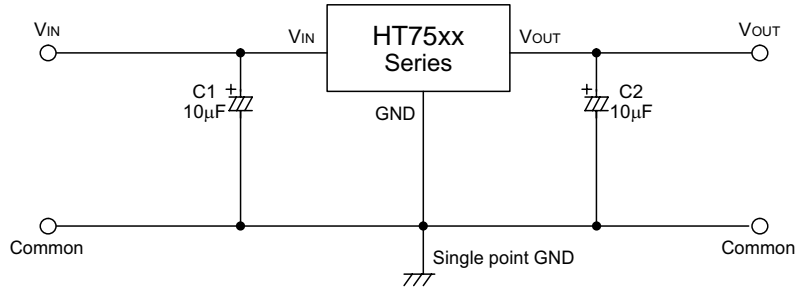 VIN
VIN
HT75xx
Series
VOUT
VOUT
C1
+
10μF
GND
+
C2
10μF
Common
Single point GND
Common